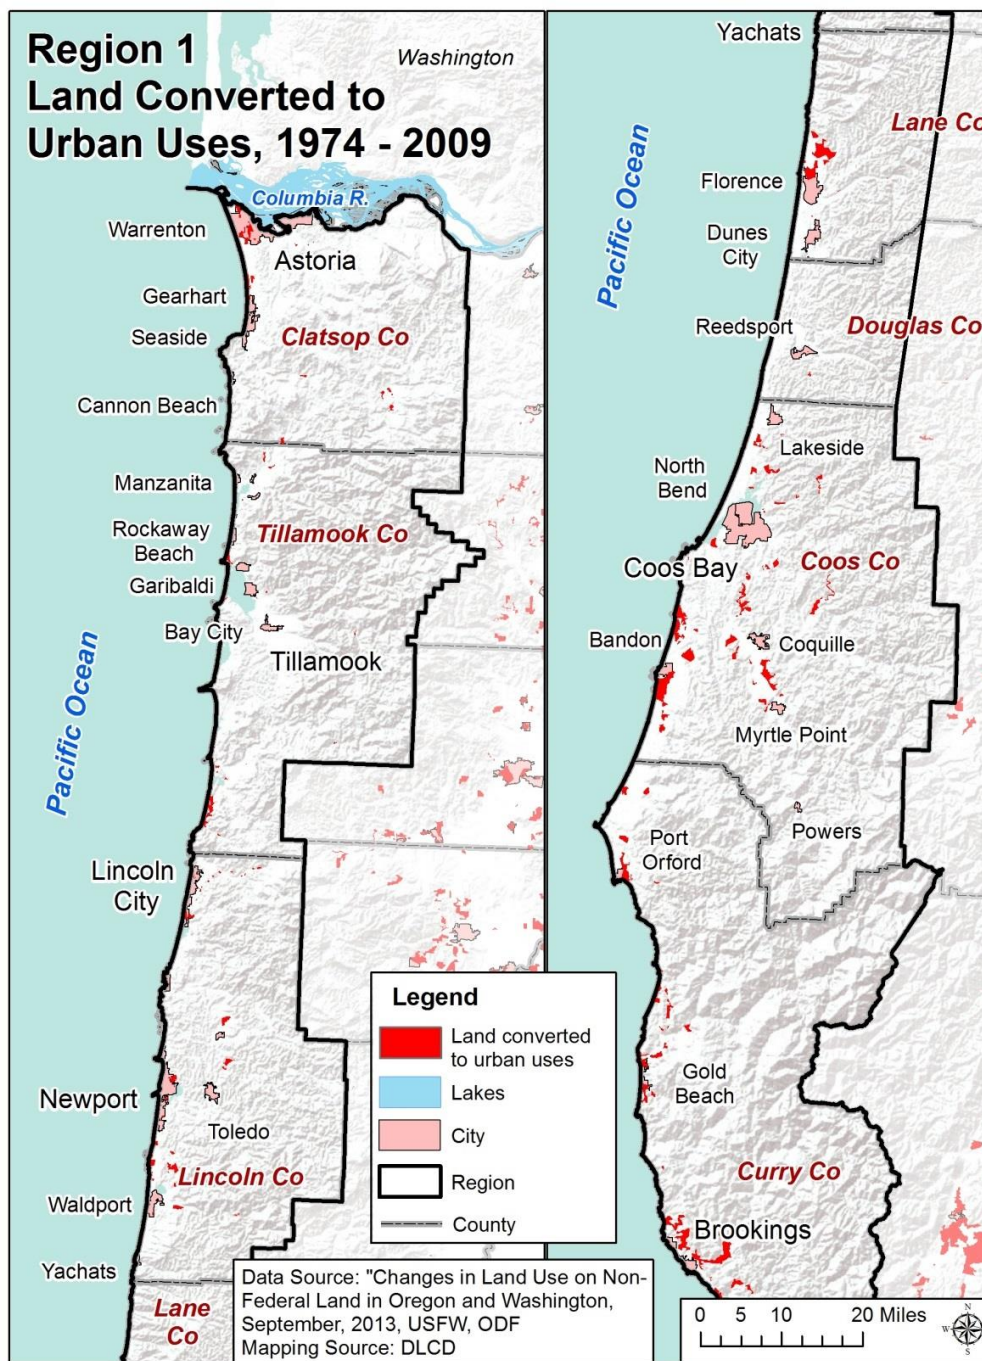 Region 1
Land Converted to
Urban Uses, 1974 - 2009
Washington
Columbia R.
Warrenton
Astoria
Gearhart
Seaside
Clatsop Co
Cannon Beach
Manzanita
Rockaway
Beach
Tillamook Co
Garibaldi
Bay City
Tillamook
Pacific Ocean
Lincoln
City
Newport
Toledo
Lincoln Co
Waldport
Yachats
Lane
Co
Yachats
Lane Co
Pacific Ocean
Florence
Dunes
City
Reedsport
Douglas Co
Lakeside
North
Bend
Coos Bay
Coos Co
Bandon
Coquille
Myrtle Point
Powers
Port
Orford
Gold
Beach
Curry Co
Brookings
Legend
Land converted
to urban uses
Lakes
City
Region
County
Data Source: "Changes in Land Use on Non-
Federal Land in Oregon and Washington,
September, 2013, USFW, ODF
Mapping Source: DLCD
0 5 10 20 Miles
N
W E
S